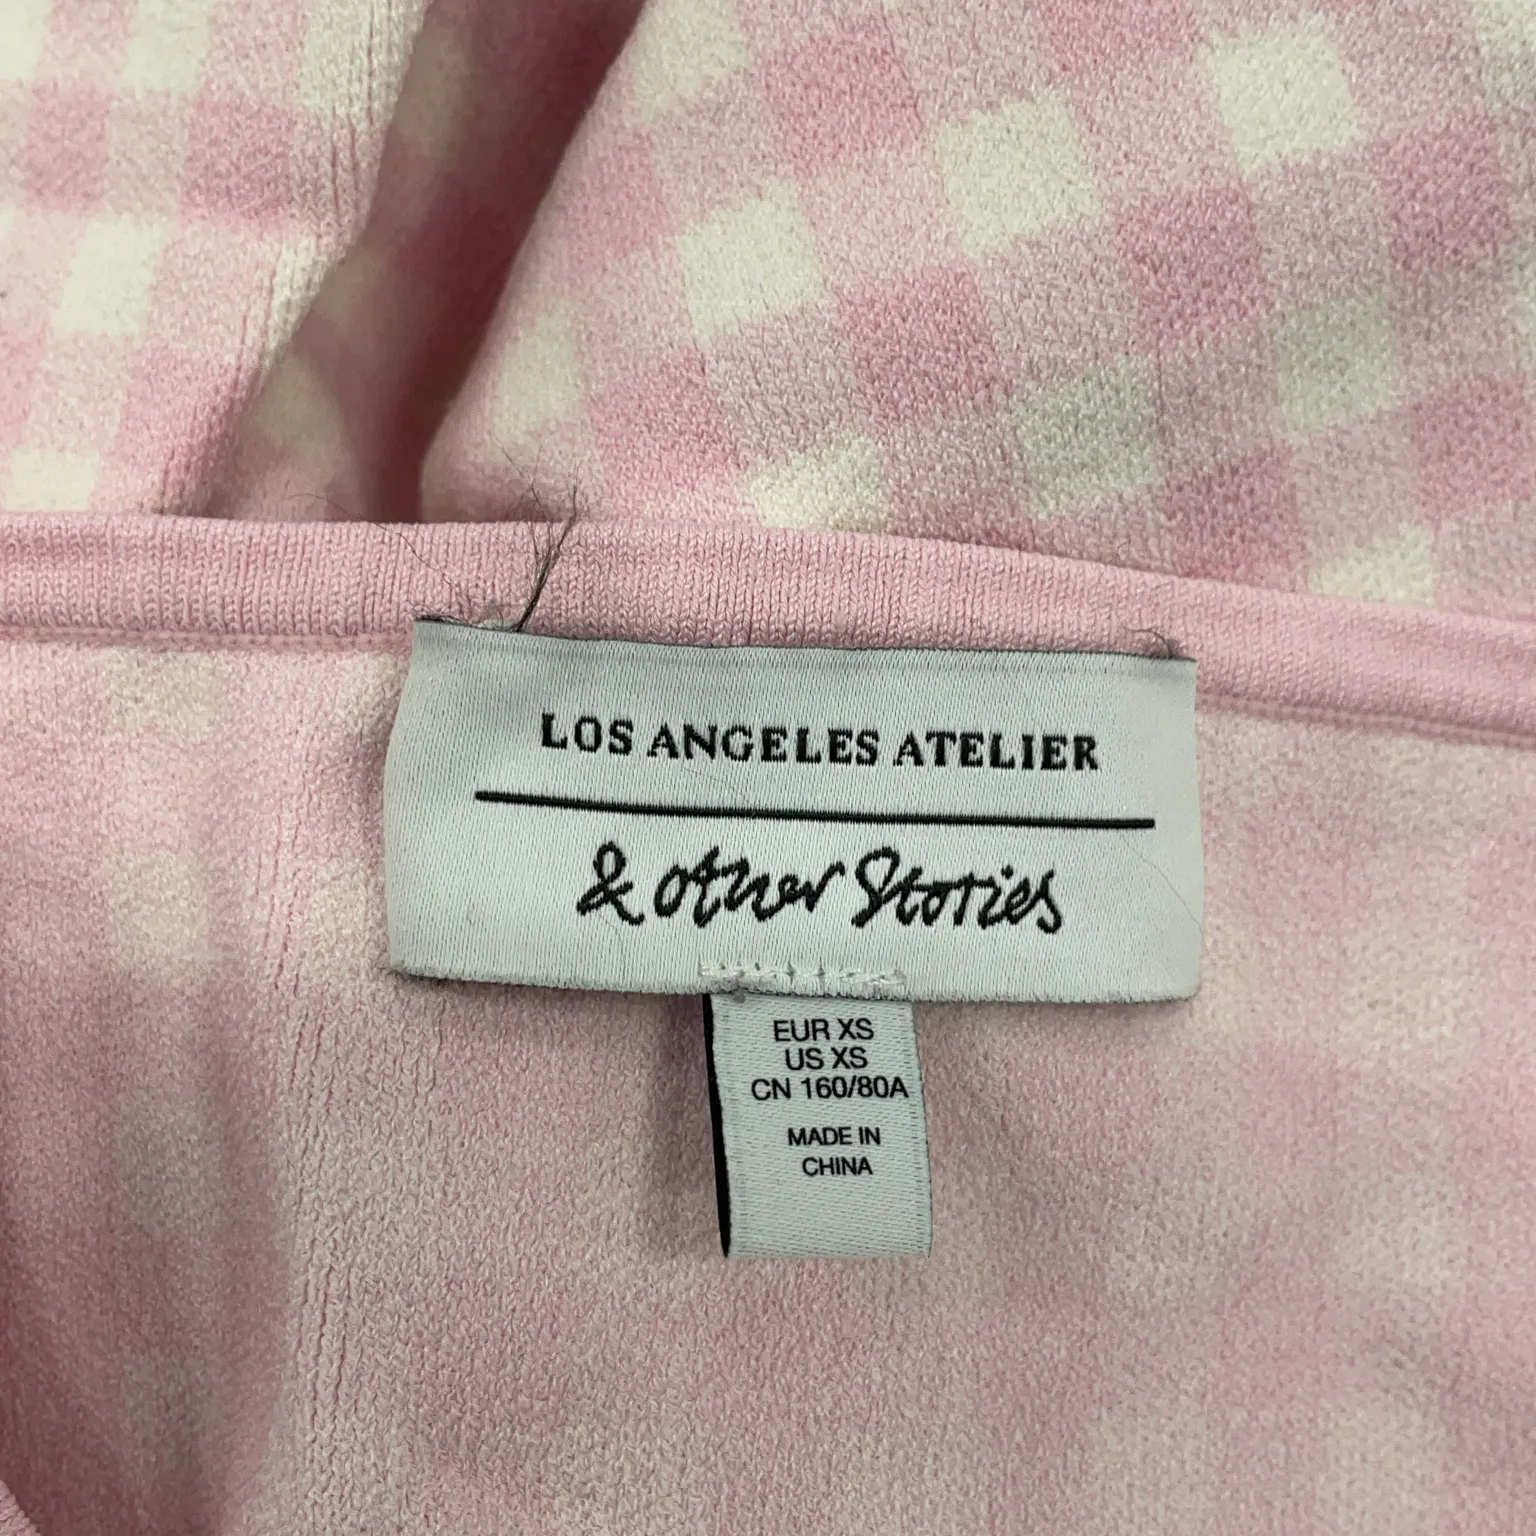 LOS ANGELES ATELIER
& other Stories
EUR XS
US XS
CN 160/80A
MADE IN
CHINA